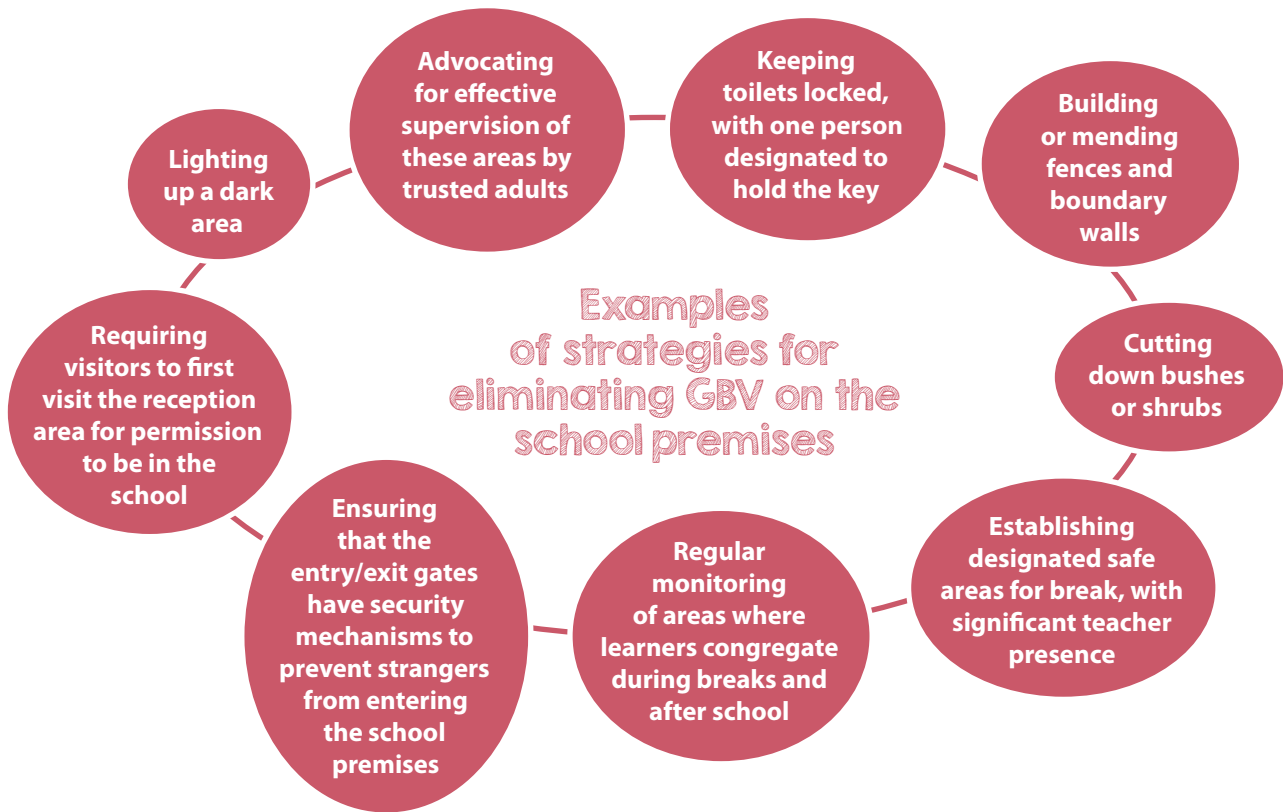 Examples
of strategies for
eliminating GBV on the
school premises
Lighting
up a dark
area
Advocating
for effective
supervision of
these areas by
trusted adults
Keeping
toilets locked,
with one person
designated to
hold the key
Building
or mending
fences and
boundary
walls
Cutting
down bushes
or shrubs
Establishing
designated safe
areas for break, with
significant teacher
presence
Regular
monitoring
of areas where
learners congregate
during breaks and
after school
Ensuring
that the
entry/exit gates
have security
mechanisms to
prevent strangers
from entering
the school
premises
Requiring
visitors to first
visit the reception
area for permission
to be in the
school